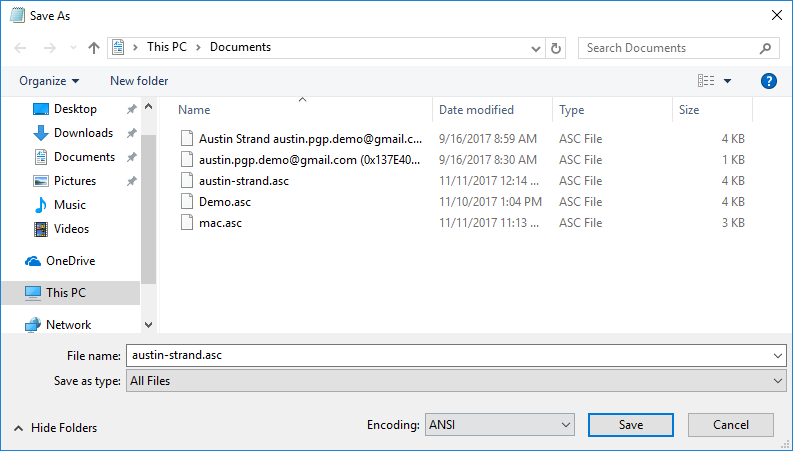 Save As
This PC > Documents
Search Documents
Organize
New folder
?
Desktop
Downloads
Documents
Pictures
Music
Videos
OneDrive
This PC
Network
Name Date modified Type Size
Austin Strand austin.pgp.demo@gmail.c... 9/16/2017 8:59 AM ASC File 4 KB
austin.pgp.demo@gmail.com (0x137E40... 9/16/2017 8:30 AM ASC File 1 KB
austin-strand.asc 11/11/2017 12:14 ... ASC File 4 KB
Demo.asc 11/10/2017 1:04 PM ASC File 4 KB
mac.asc 11/11/2017 11:13 ... ASC File 3 KB
File name: austin-strand.asc
Save as type: All Files
Hide Folders
Encoding: ANSI
Save
Cancel